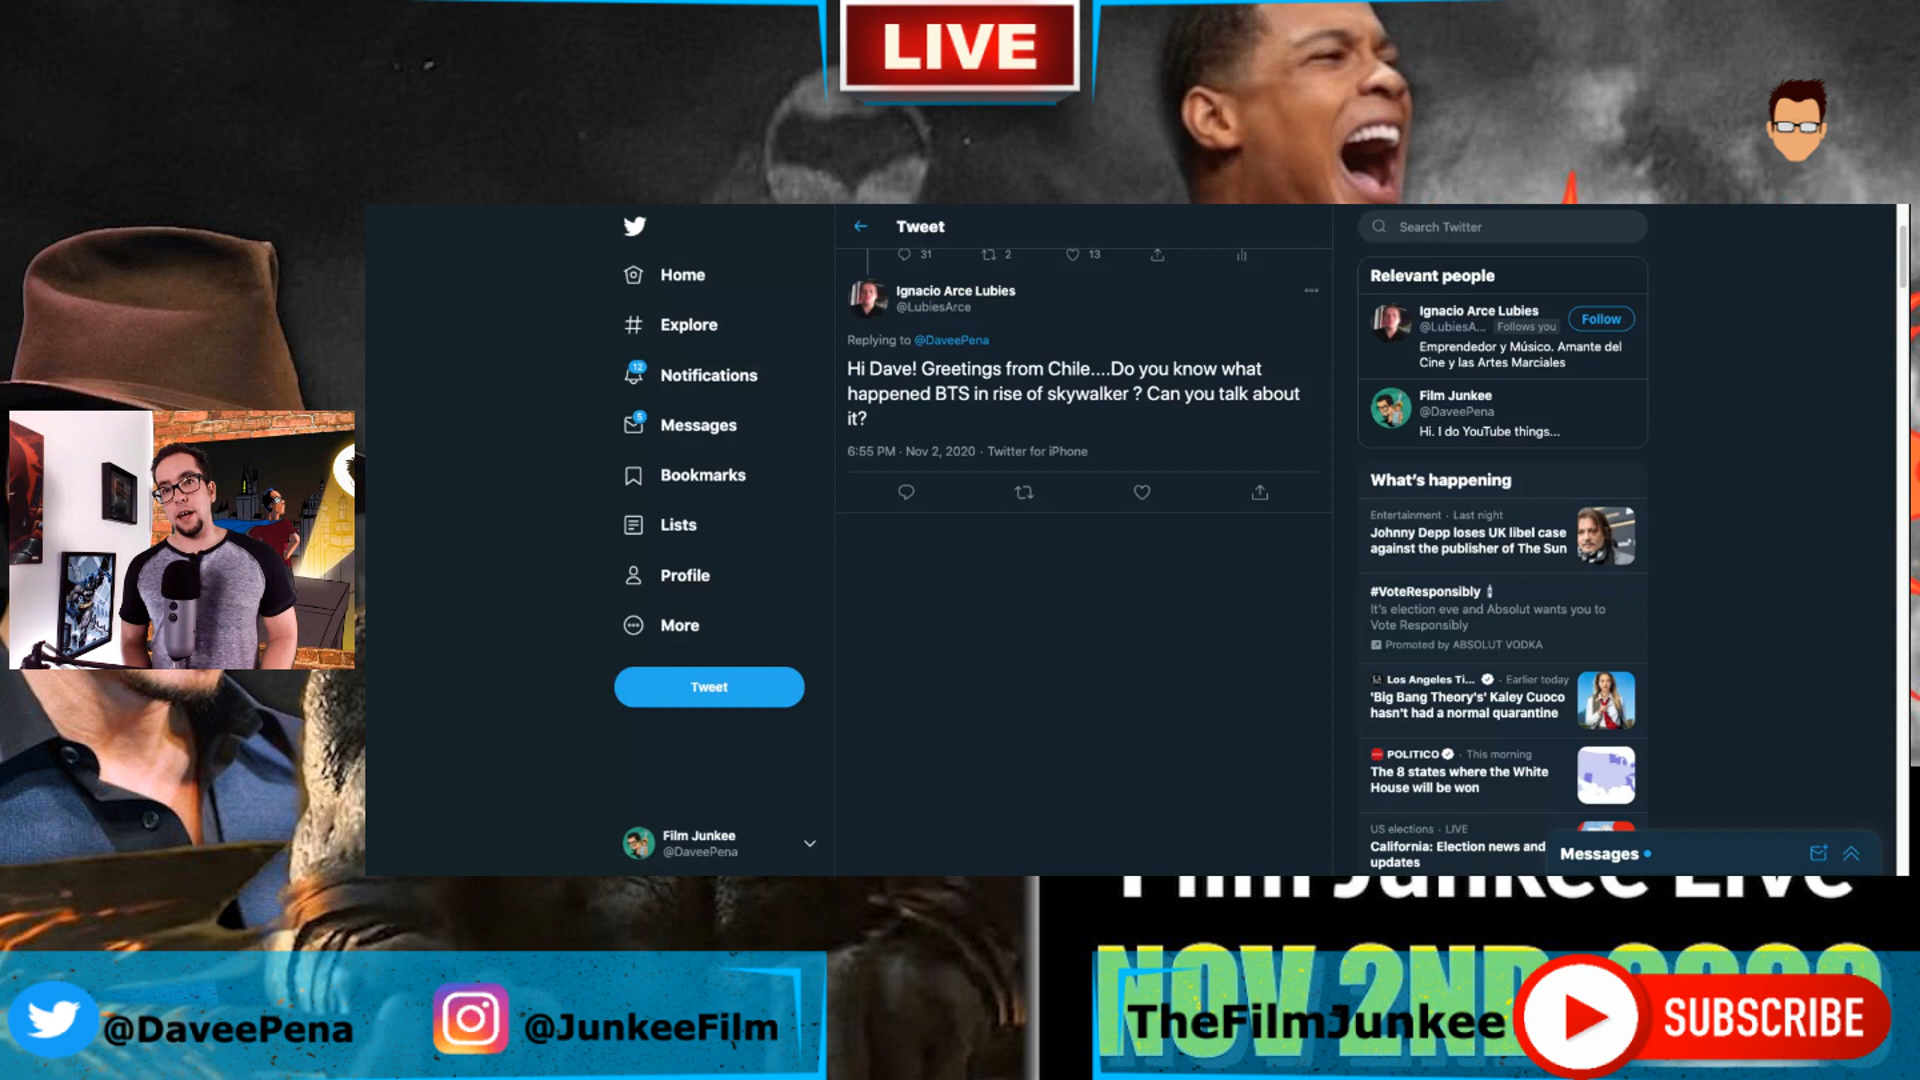 LIVE
Home
Explore
12
Notifications
5
Messages
Bookmarks
Lists
Profile
More
Tweet
Film Junkee
@DaveePena
Tweet
31
2
13
Ignacio Arce Lubies
@LubiesArce
Replying to @DaveePena
Hi Dave! Greetings from Chile....Do you know what
happened BTS in rise of skywalker ? Can you talk about
it?
6:55 PM · Nov 2, 2020 · Twitter for iPhone
Search Twitter
Relevant people
Ignacio Arce Lubies
@LubiesA... Follows you
Follow
Emprendedor y Músico. Amante del
Cine y las Artes Marciales
Film Junkee
@DaveePena
Hi. I do YouTube things...
What's happening
Entertainment · Last night
Johnny Depp loses UK libel case
against the publisher of The Sun
#VoteResponsibly
It's election eve and Absolut wants you to
Vote Responsibly
Promoted by ABSOLUT VODKA
Los Angeles Ti... · Earlier today
'Big Bang Theory's' Kaley Cuoco
hasn't had a normal quarantine
POLITICO · This morning
The 8 states where the White
House will be won
US elections · LIVE
California: Election news and
updates
Messages
Film Junkee Live
NOV 2ND 2020
@DaveePena
@JunkeeFilm
TheFilmJunkee
SUBSCRIBE